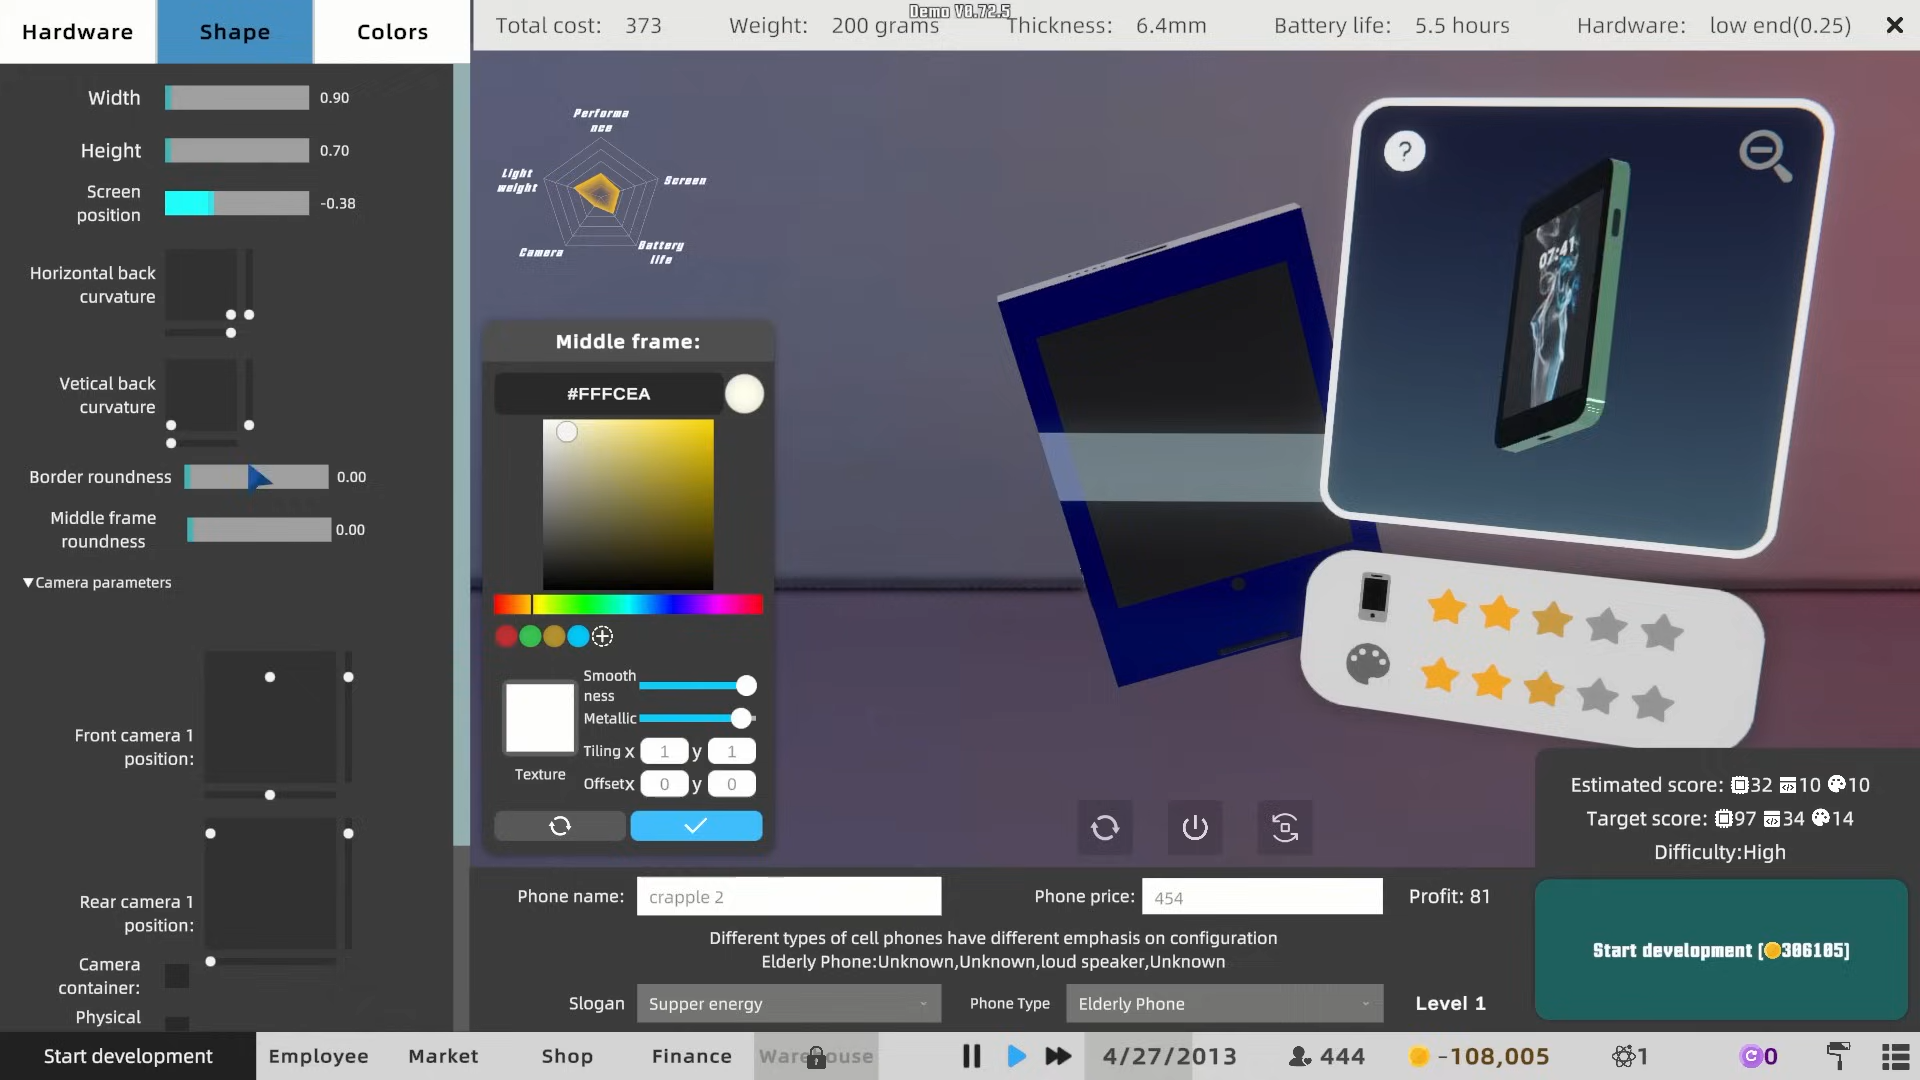 Hardware
Shape
Colors
Total cost: 373
Weight: 200 grams
Demo V0.72.5
Thickness: 6.4mm
Battery life: 5.5 hours
Hardware: low end(0.25)
Width 0.90
Height 0.70
Screen
position
-0.38
Horizontal back
curvature
Vetical back
curvature
Border roundness 0.00
Middle frame
roundness
0.00
▼Camera parameters
Front camera 1
position:
Rear camera 1
position:
Camera
container:
Physical
Performa
nce
Light
weight
Screen
Camera
Battery
life
Middle frame:
#FFFCEA
Smooth
ness
Metallic
Tiling x 1 y 1
Texture
Offsetx 0 y 0
?
07:41
Estimated score: 32 10 10
Target score: 97 34 14
Difficulty:High
Phone name: crapple 2
Phone price: 454
Profit: 81
Different types of cell phones have different emphasis on configuration
Elderly Phone:Unknown,Unknown,loud speaker,Unknown
Slogan Supper energy
Phone Type Elderly Phone
Level 1
Start development [306105]
Start development
Employee
Market
Shop
Finance
Warehouse
4/27/2013
444
-108,005
1
0